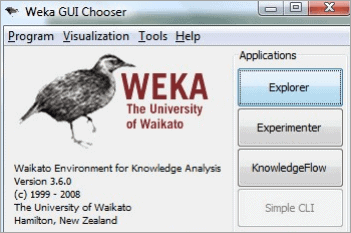 Weka GUI Chooser
Program Visualization Tools Help
WEKA
The University
of Waikato
Waikato Environment for Knowledge Analysis
Version 3.6.0
(c) 1999 - 2008
The University of Waikato
Hamilton, New Zealand
Applications
Explorer
Experimenter
KnowledgeFlow
Simple CLI